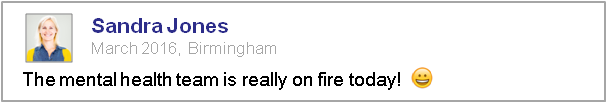 Sandra Jones
March 2016, Birmingham
The mental health team is really on fire today! 😀